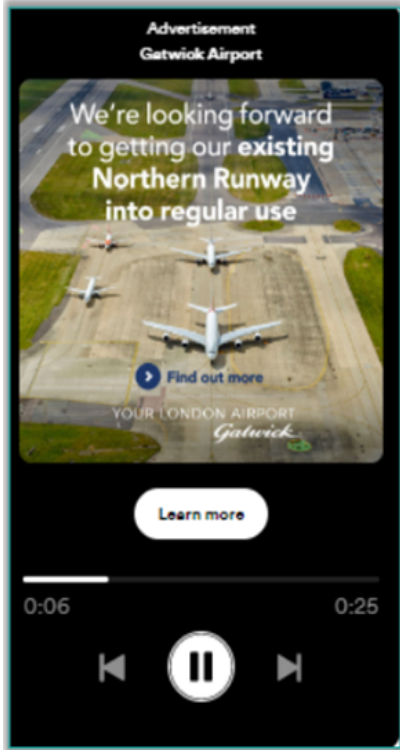 Advertisement
Gatwick Airport
We're looking forward
to getting our existing
Northern Runway
into regular use
Find out more
YOUR LONDON AIRPORT
Gatwick
Learn more
0:06
0:25